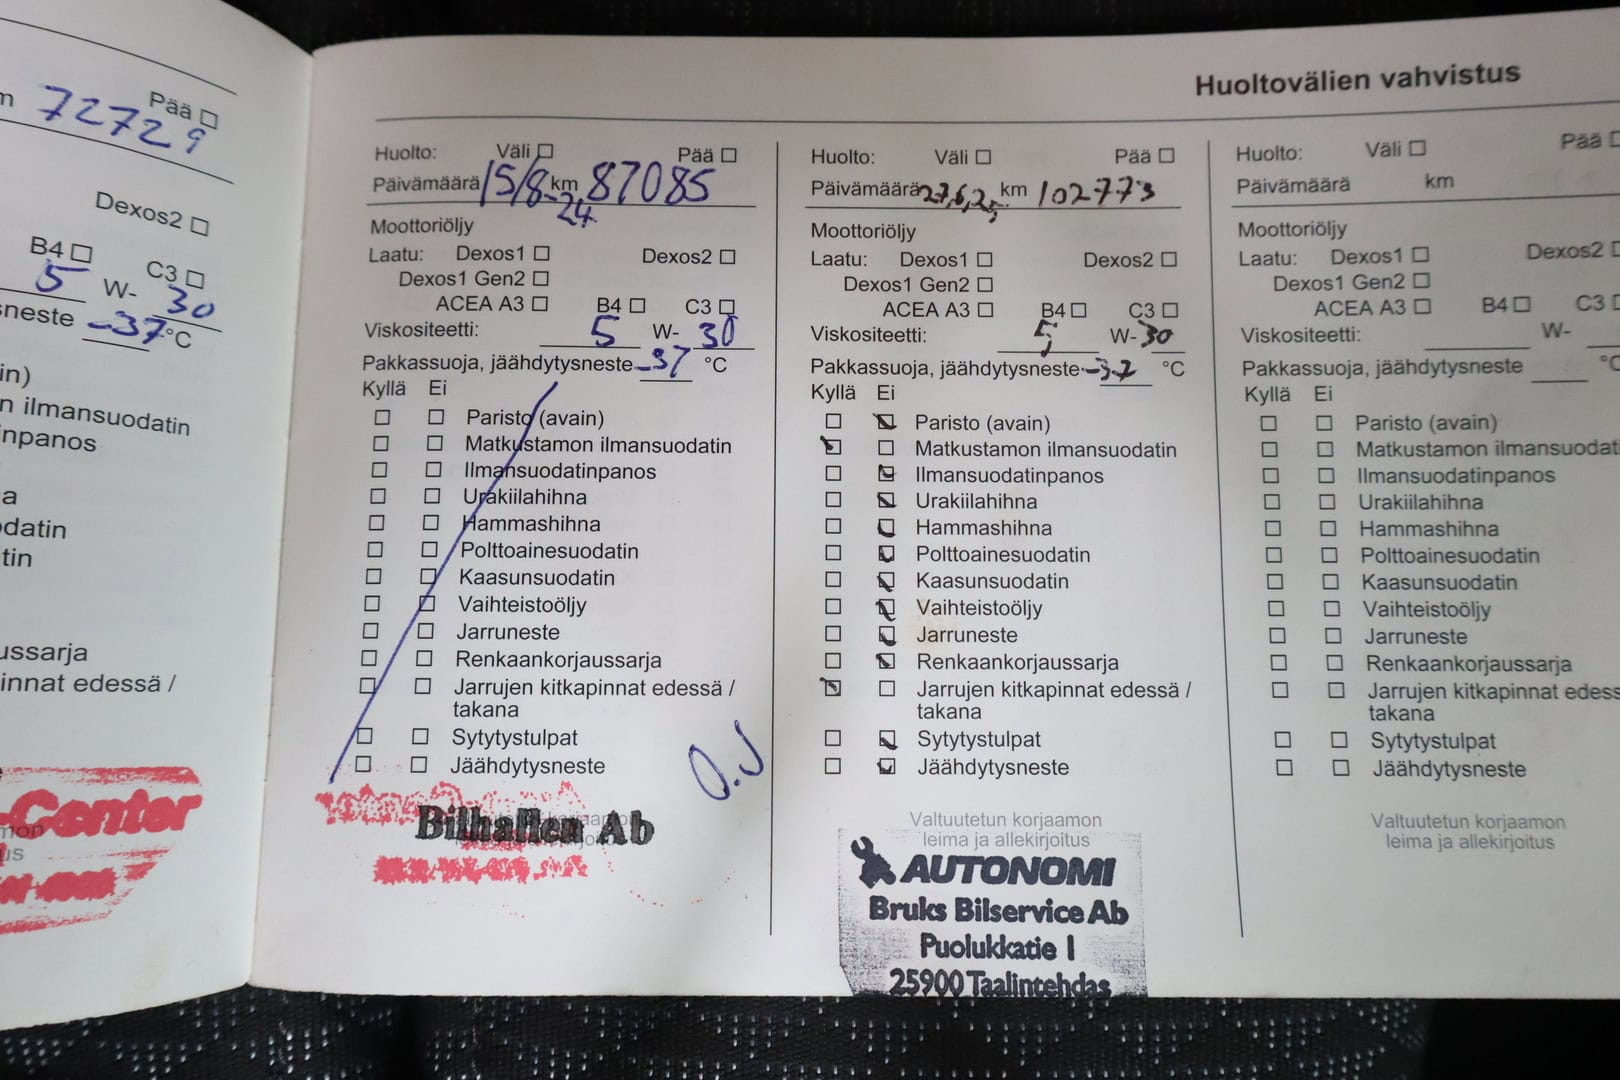 Pää
72729
Dexos2
B4 C3
5 W- 30
-37 °C
in)
n ilmansuodatin
inpanos
a
datin
tin
ussarja
innat edessä /
-Center
Huoltovälien vahvistus
Huolto: Väli Pää
Päivämäärä 15/8-24 km 87085
Moottoriöljy
Laatu: Dexos1 Dexos2
Dexos1 Gen2
ACEA A3 B4 C3
Viskositeetti: 5 W- 30
Pakkassuoja, jäähdytysneste -37 °C
Kyllä Ei
Paristo (avain)
Matkustamon ilmansuodatin
Ilmansuodatinpanos
Urakiilahihna
Hammashihna
Polttoainesuodatin
Kaasunsuodatin
Vaihteistoöljy
Jarruneste
Renkaankorjaussarja
Jarrujen kitkapinnat edessä /
takana
Sytytystulpat
Jäähdytysneste
O.J
Bilhallen Ab
Huolto: Väli Pää
Päivämäärä 27,6,25 km 102773
Moottoriöljy
Laatu: Dexos1 Dexos2
Dexos1 Gen2
ACEA A3 B4 C3
Viskositeetti: 5 W- 30
Pakkassuoja, jäähdytysneste -37 °C
Kyllä Ei
Paristo (avain)
Matkustamon ilmansuodatin
Ilmansuodatinpanos
Urakiilahihna
Hammashihna
Polttoainesuodatin
Kaasunsuodatin
Vaihteistoöljy
Jarruneste
Renkaankorjaussarja
Jarrujen kitkapinnat edessä /
takana
Sytytystulpat
Jäähdytysneste
Valtuutetun korjaamon
leima ja allekirjoitus
AUTONOMI
Bruks Bilservice Ab
Puolukkatie 1
25900 Taalintehdas
Huolto: Väli Pää
Päivämäärä km
Moottoriöljy
Laatu: Dexos1 Dexos2
Dexos1 Gen2
ACEA A3 B4 C3
Viskositeetti: W-
Pakkassuoja, jäähdytysneste °C
Kyllä Ei
Paristo (avain)
Matkustamon ilmansuodat
Ilmansuodatinpanos
Urakiilahihna
Hammashihna
Polttoainesuodatin
Kaasunsuodatin
Vaihteistoöljy
Jarruneste
Renkaankorjaussarja
Jarrujen kitkapinnat edess
takana
Sytytystulpat
Jäähdytysneste
Valtuutetun korjaamon
leima ja allekirjoitus